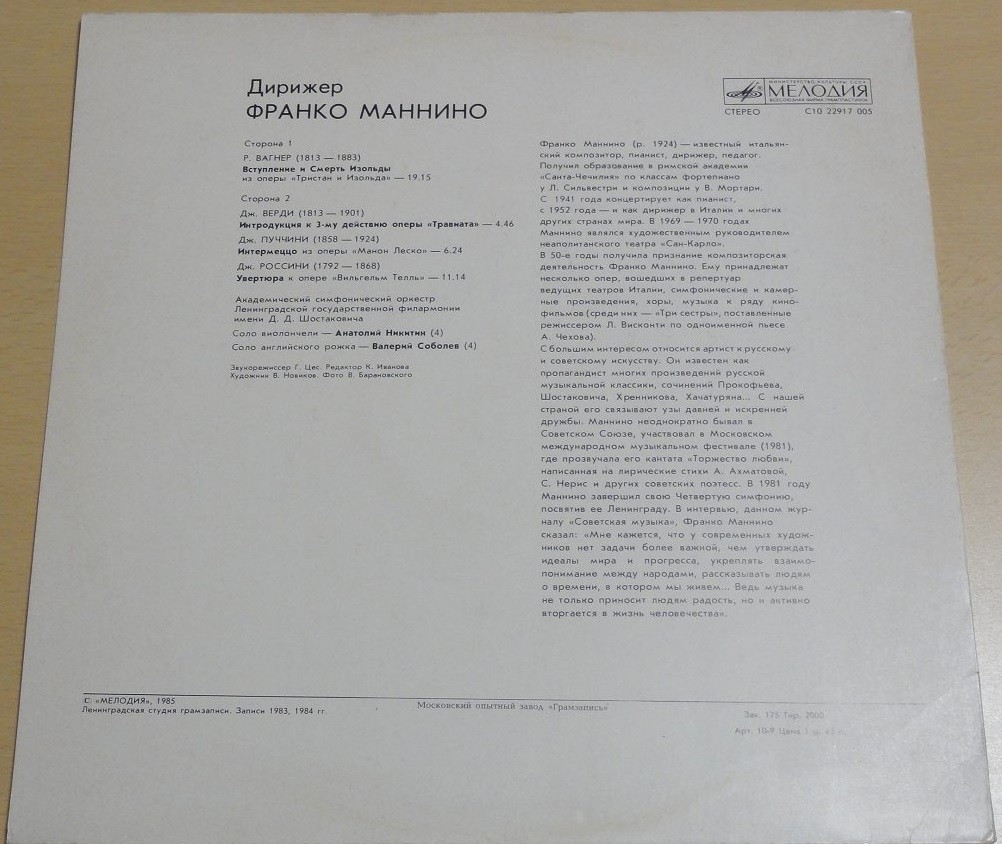 Дирижер
ФРАНКО МАННИНО
МИНИСТЕРСТВО КУЛЬТУРЫ СССР
МЕЛОДИЯ
ВСЕСОЮЗНАЯ ФИРМА ГРАМПЛАСТИНОК
СТЕРЕО С10 22917 005
Сторона 1
Р. ВАГНЕР (1813 — 1883)
Вступление и Смерть Изольды
из оперы «Тристан и Изольда» — 19.15
Сторона 2
Дж. ВЕРДИ (1813 — 1901)
Интродукция к 3-му действию оперы «Травиата» — 4.46
Дж. ПУЧЧИНИ (1858 — 1924)
Интермеццо из оперы «Манон Леско» — 6.24
Дж. РОССИНИ (1792 — 1868)
Увертюра к опере «Вильгельм Телль» — 11.14
Академический симфонический оркестр
Ленинградской государственной филармонии
имени Д. Д. Шостаковича
Соло виолончели — Анатолий Никитин (4)
Соло английского рожка — Валерий Соболев (4)
Звукорежиссер Г. Цес. Редактор К. Иванова
Художник В. Новиков. Фото В. Барановского
Франко Маннино (р. 1924) — известный итальян-
ский композитор, пианист, дирижер, педагог.
Получил образование в римской академии
«Санта-Чечилия» по классам фортепиано
у Л. Сильвестри и композиции у В. Мортари.
С 1941 года концертирует как пианист,
с 1952 года — и как дирижер в Италии и многих
других странах мира. В 1969 — 1970 годах
Маннино являлся художественным руководителем
неаполитанского театра «Сан-Карло».
В 50-е годы получила признание композиторская
деятельность Франко Маннино. Ему принадлежат
несколько опер, вошедших в репертуар
ведущих театров Италии, симфонические и камер-
ные произведения, хоры, музыка к ряду кино-
фильмов (среди них — «Три сестры», поставленные
режиссером Л. Висконти по одноименной пьесе
А. Чехова).
С большим интересом относится артист к русскому
и советскому искусству. Он известен как
пропагандист многих произведений русской
музыкальной классики, сочинений Прокофьева,
Шостаковича, Хренникова, Хачатуряна... С нашей
страной его связывают узы давней и искренней
дружбы. Маннино неоднократно бывал в
Советском Союзе, участвовал в Московском
международном музыкальном фестивале (1981),
где прозвучала его кантата «Торжество любви»,
написанная на лирические стихи А. Ахматовой,
С. Нерис и других советских поэтесс. В 1981 году
Маннино завершил свою Четвертую симфонию,
посвятив ее Ленинграду. В интервью, данном жур-
налу «Советская музыка», Франко Маннино
сказал: «Мне кажется, что у современных худож-
ников нет задачи более важной, чем утверждать
идеалы мира и прогресса, укреплять взаимо-
понимание между народами, рассказывать людям
о времени, в котором мы живем... Ведь музыка
не только приносит людям радость, но и активно
вторгается в жизнь человечества».
С «МЕЛОДИЯ», 1985
Ленинградская студия грамзаписи. Записи 1983, 1984 гг.
Московский опытный завод «Грамзапись»
Зак. 175 Тир. 2000
Арт. 10-9 Цена 1 р.